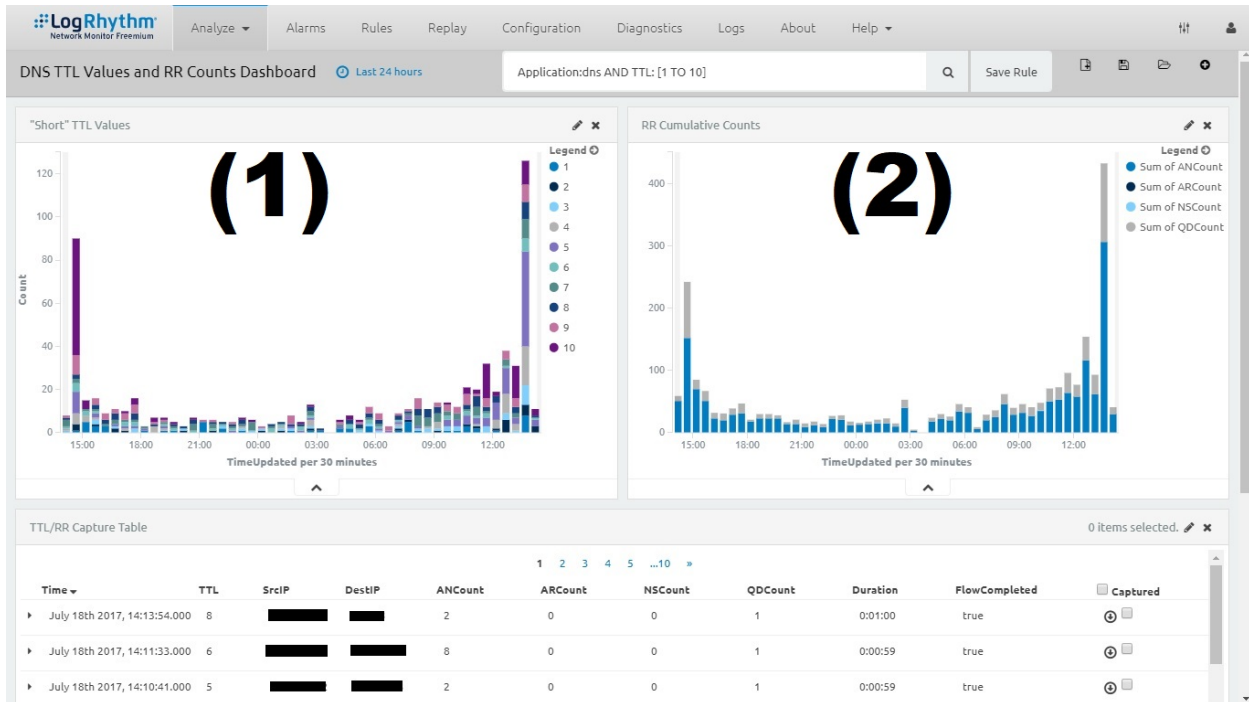 LogRhythm
Network Monitor Freemium
Analyze Alarms Rules Replay Configuration Diagnostics Logs About Help
DNS TTL Values and RR Counts Dashboard Last 24 hours Application:dns AND TTL: [1 TO 10] Save Rule
"Short" TTL Values
(1)
Legend
1
2
3
4
5
6
7
8
9
10
Count
120
100
80
60
40
20
0
15:00 18:00 21:00 00:00 03:00 06:00 09:00 12:00
TimeUpdated per 30 minutes
RR Cumulative Counts
(2)
Legend
Sum of ANCount
Sum of ARCount
Sum of NSCount
Sum of QDCount
400
300
200
100
0
15:00 18:00 21:00 00:00 03:00 06:00 09:00 12:00
TimeUpdated per 30 minutes
TTL/RR Capture Table 0 items selected.
1 2 3 4 5 ...10 »
Time TTL SrcIP DestIP ANCount ARCount NSCount QDCount Duration FlowCompleted Captured
July 18th 2017, 14:13:54.000 8 2 0 0 1 0:01:00 true
July 18th 2017, 14:11:33.000 6 8 0 0 1 0:00:59 true
July 18th 2017, 14:10:41.000 5 2 0 0 1 0:00:59 true